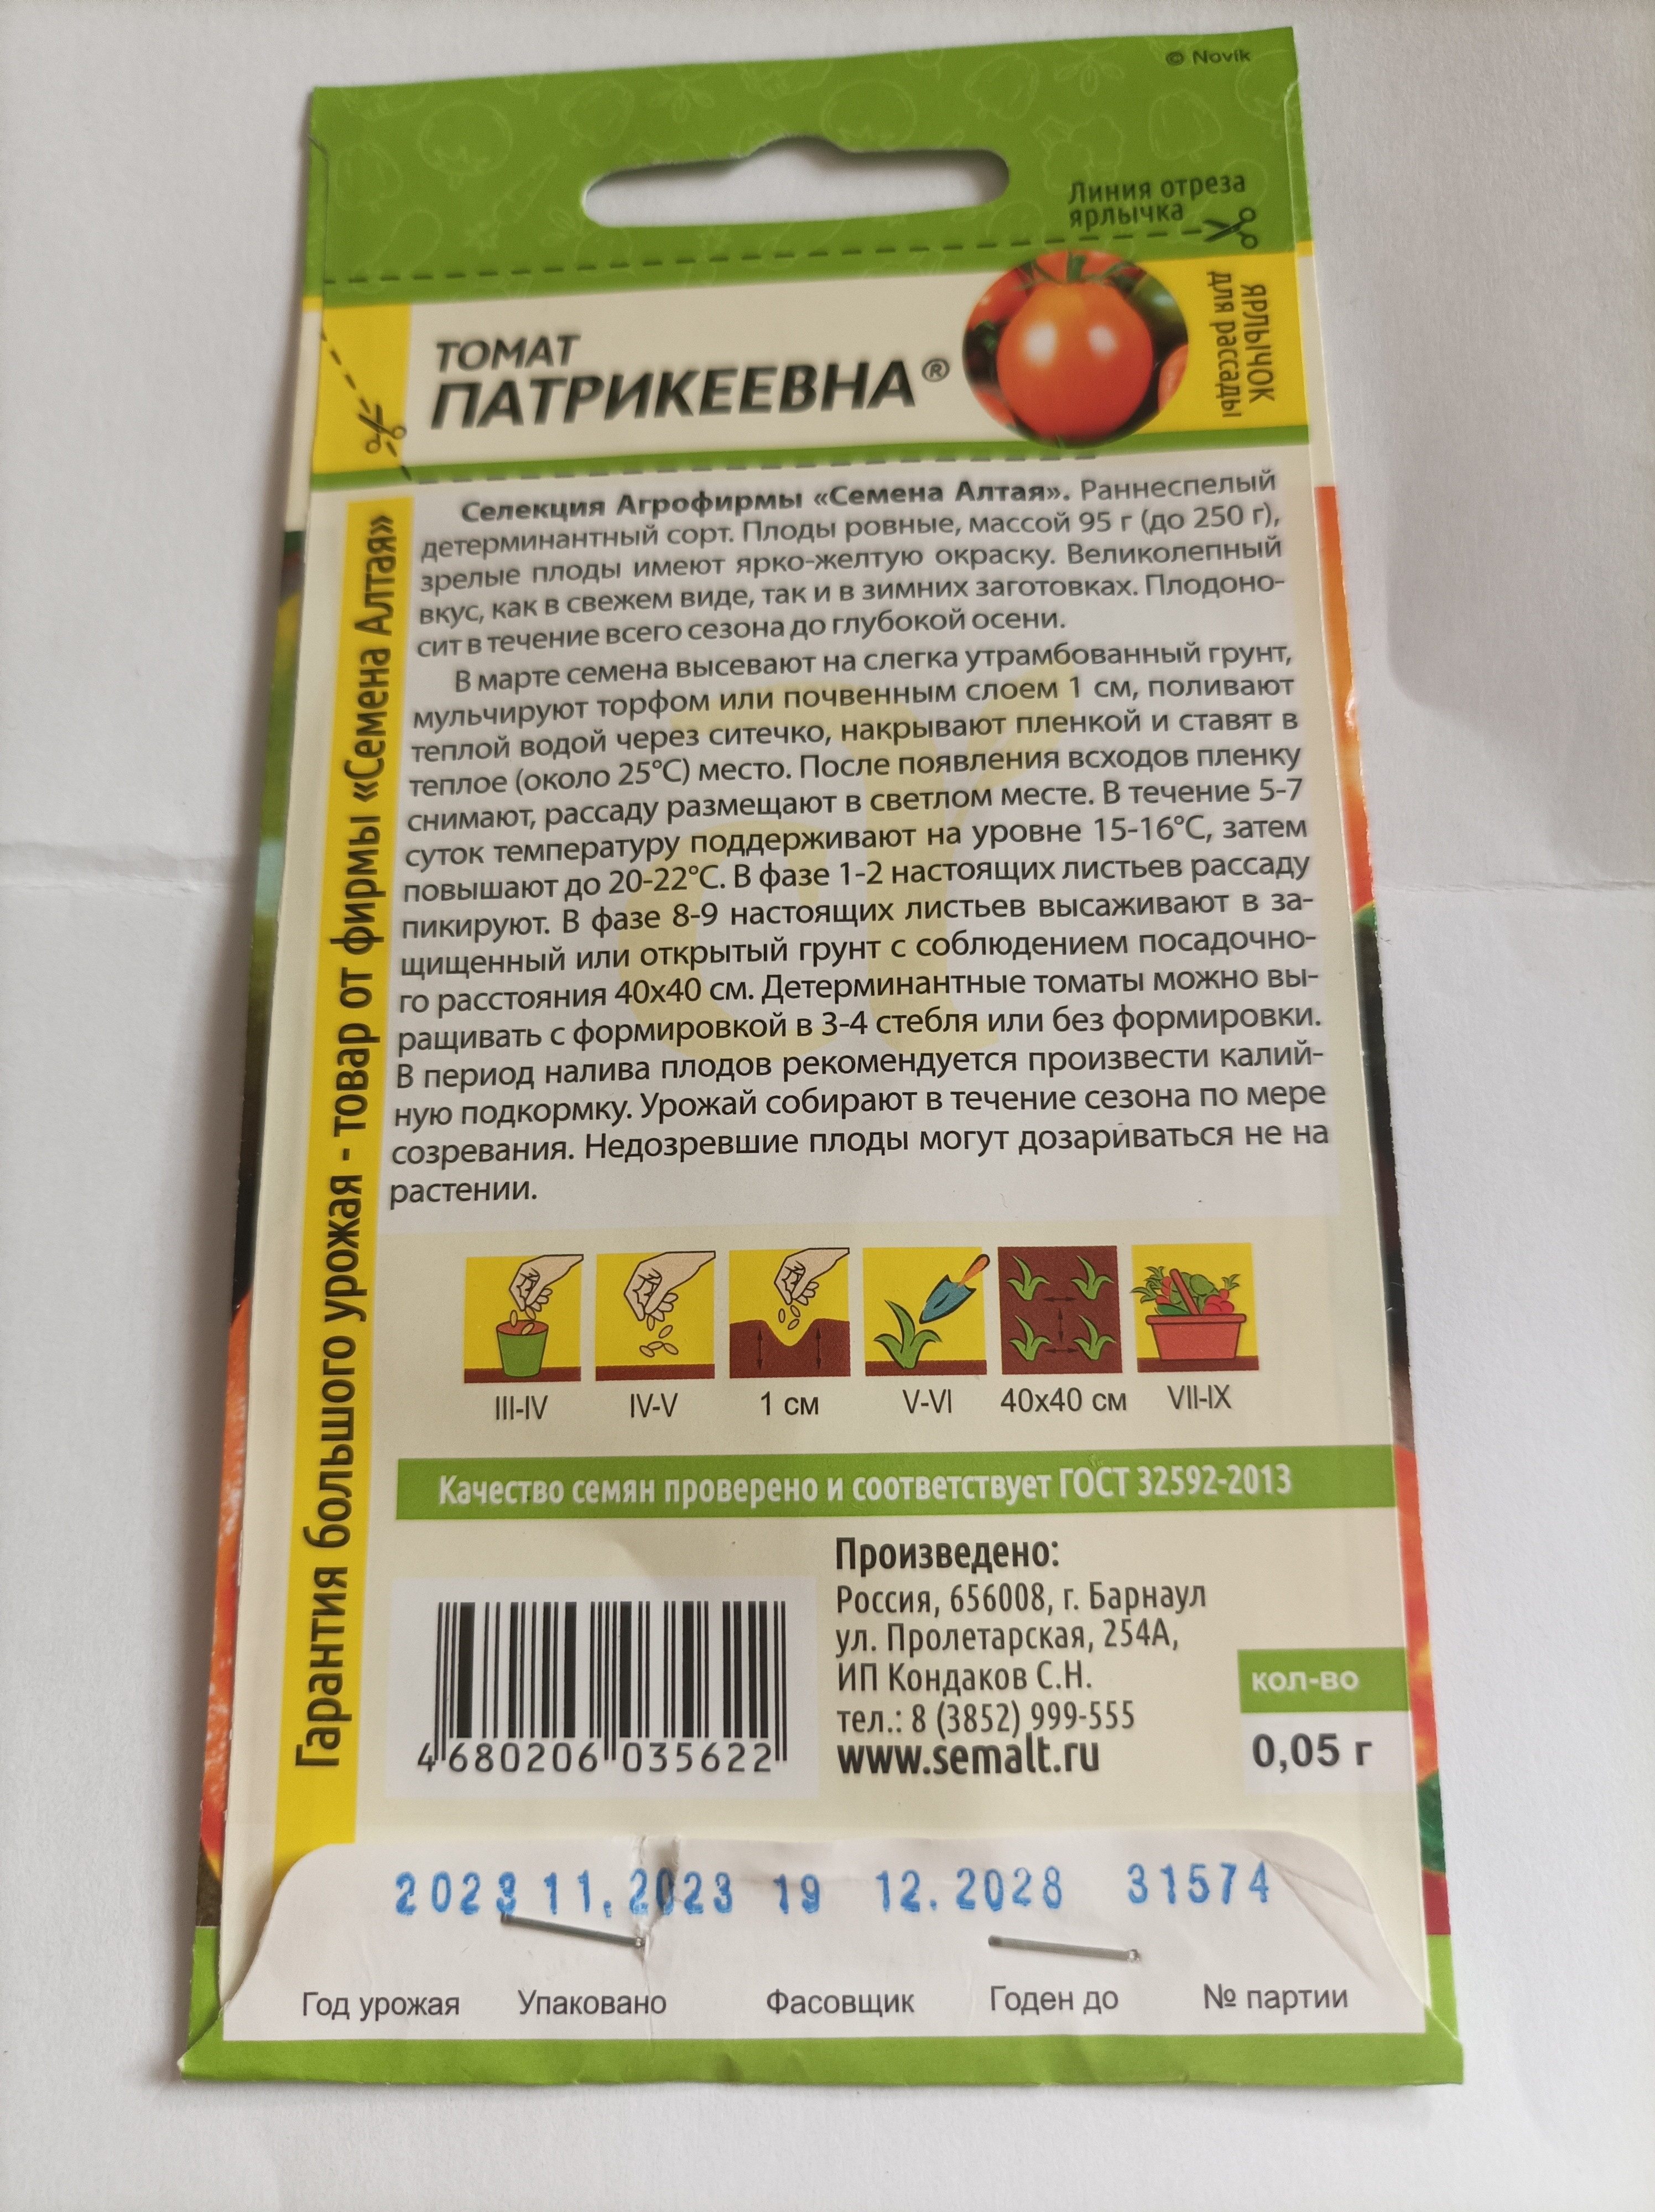 © Novik
Линия отреза
ярлычка
ЯРЛЫЧОК
для рассады
ТОМАТ
ПАТРИКЕЕВНА®
Гарантия большого урожая - товар от фирмы «Семена Алтая»
Селекция Агрофирмы «Семена Алтая». Раннеспелый
детерминантный сорт. Плоды ровные, массой 95 г (до 250 г),
зрелые плоды имеют ярко-желтую окраску. Великолепный
вкус, как в свежем виде, так и в зимних заготовках. Плодоно-
сит в течение всего сезона до глубокой осени.
В марте семена высевают на слегка утрамбованный грунт,
мульчируют торфом или почвенным слоем 1 см, поливают
теплой водой через ситечко, накрывают пленкой и ставят в
теплое (около 25°С) место. После появления всходов пленку
снимают, рассаду размещают в светлом месте. В течение 5-7
суток температуру поддерживают на уровне 15-16°С, затем
повышают до 20-22°С. В фазе 1-2 настоящих листьев рассаду
пикируют. В фазе 8-9 настоящих листьев высаживают в за-
щищенный или открытый грунт с соблюдением посадочно-
го расстояния 40х40 см. Детерминантные томаты можно вы-
ращивать с формировкой в 3-4 стебля или без формировки.
В период налива плодов рекомендуется произвести калий-
ную подкормку. Урожай собирают в течение сезона по мере
созревания. Недозревшие плоды могут дозариваться не на
растении.
III-IV IV-V 1 см V-VI 40х40 см VII-IX
Качество семян проверено и соответствует ГОСТ 32592-2013
Произведено:
Россия, 656008, г. Барнаул
ул. Пролетарская, 254А,
ИП Кондаков С.Н.
тел.: 8 (3852) 999-555
www.semalt.ru
кол-во
0,05 г
4 680206 035622
2023 11.2023 19 12.2028 31574
Год урожая Упаковано Фасовщик Годен до № партии